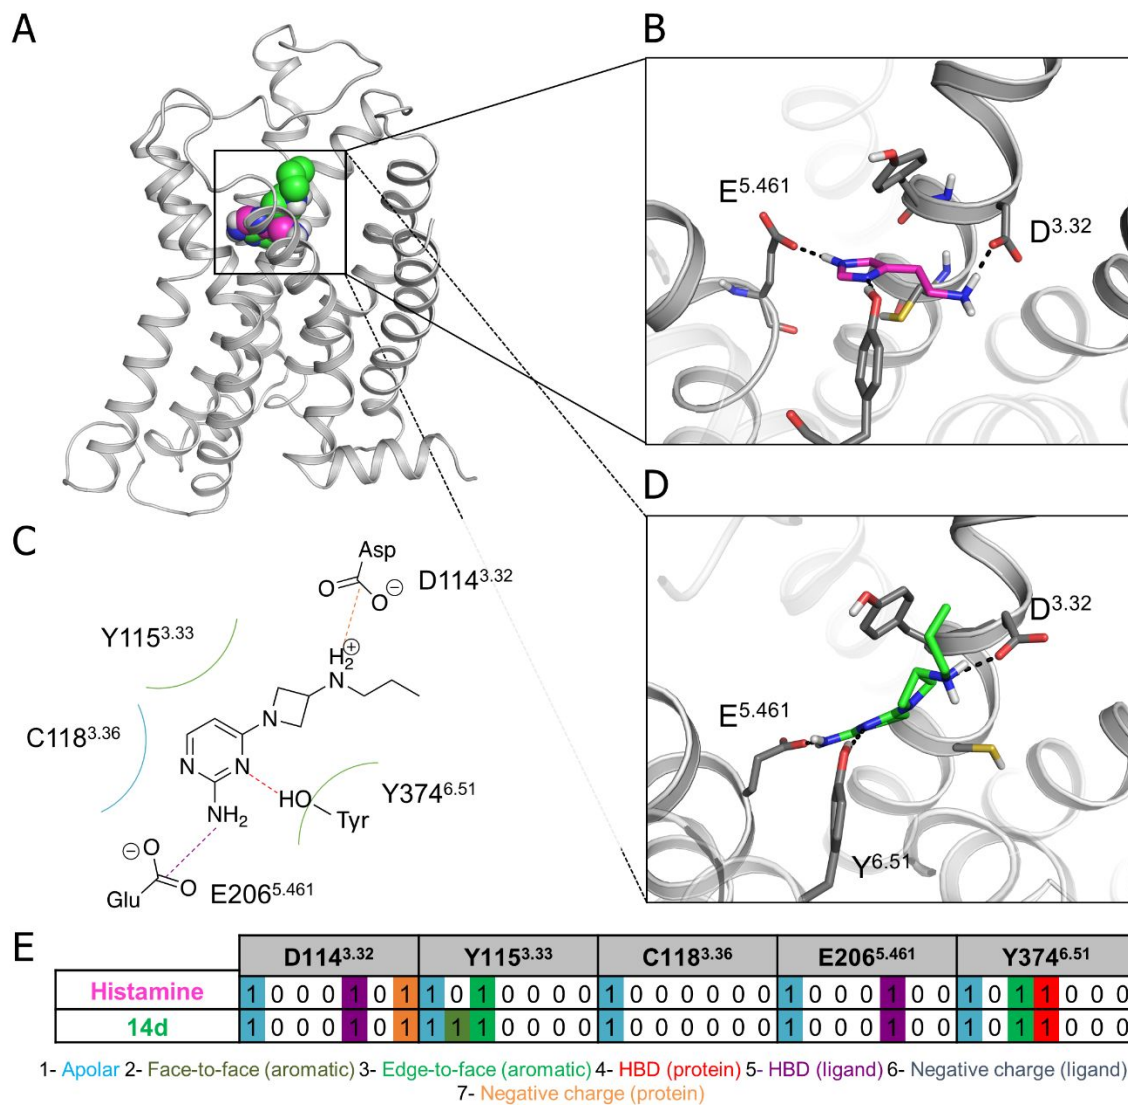 A
B
E5.461
D3.32
C
Asp
O
O
⊖
D1143.32
Y1153.33
H2
⊕
N
C1183.36
N
N
N
HO
Tyr
Y3746.51
NH2
⊖
O
O
Glu
E2065.461
D
D3.32
E5.461
Y6.51
E
D1143.32 Y1153.33 C1183.36 E2065.461 Y3746.51
Histamine 1 0 0 0 1 0 1 1 0 1 0 0 0 0 1 0 0 0 0 0 0 1 0 0 0 1 0 0 1 0 1 1 0 0 0
14d 1 0 0 0 1 0 1 1 1 1 0 0 0 0 1 0 0 0 0 0 0 1 0 0 0 1 0 0 1 0 1 1 0 0 0
1- Apolar 2- Face-to-face (aromatic) 3- Edge-to-face (aromatic) 4- HBD (protein) 5- HBD (ligand) 6- Negative charge (ligand)
7- Negative charge (protein)